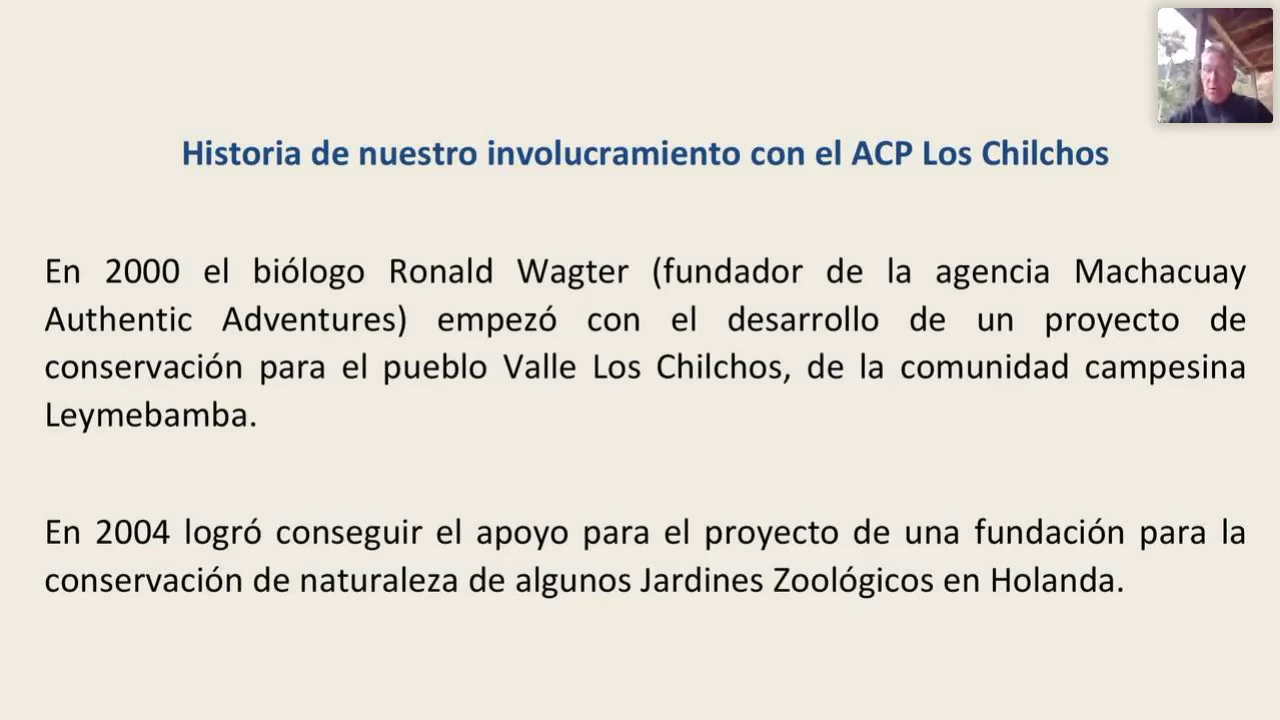 Historia de nuestro involucramiento con el ACP Los Chilchos
En 2000 el biólogo Ronald Wagter (fundador de la agencia Machacuay
Authentic Adventures) empezó con el desarrollo de un proyecto de
conservación para el pueblo Valle Los Chilchos, de la comunidad campesina
Leymebamba.
En 2004 logró conseguir el apoyo para el proyecto de una fundación para la
conservación de naturaleza de algunos Jardines Zoológicos en Holanda.